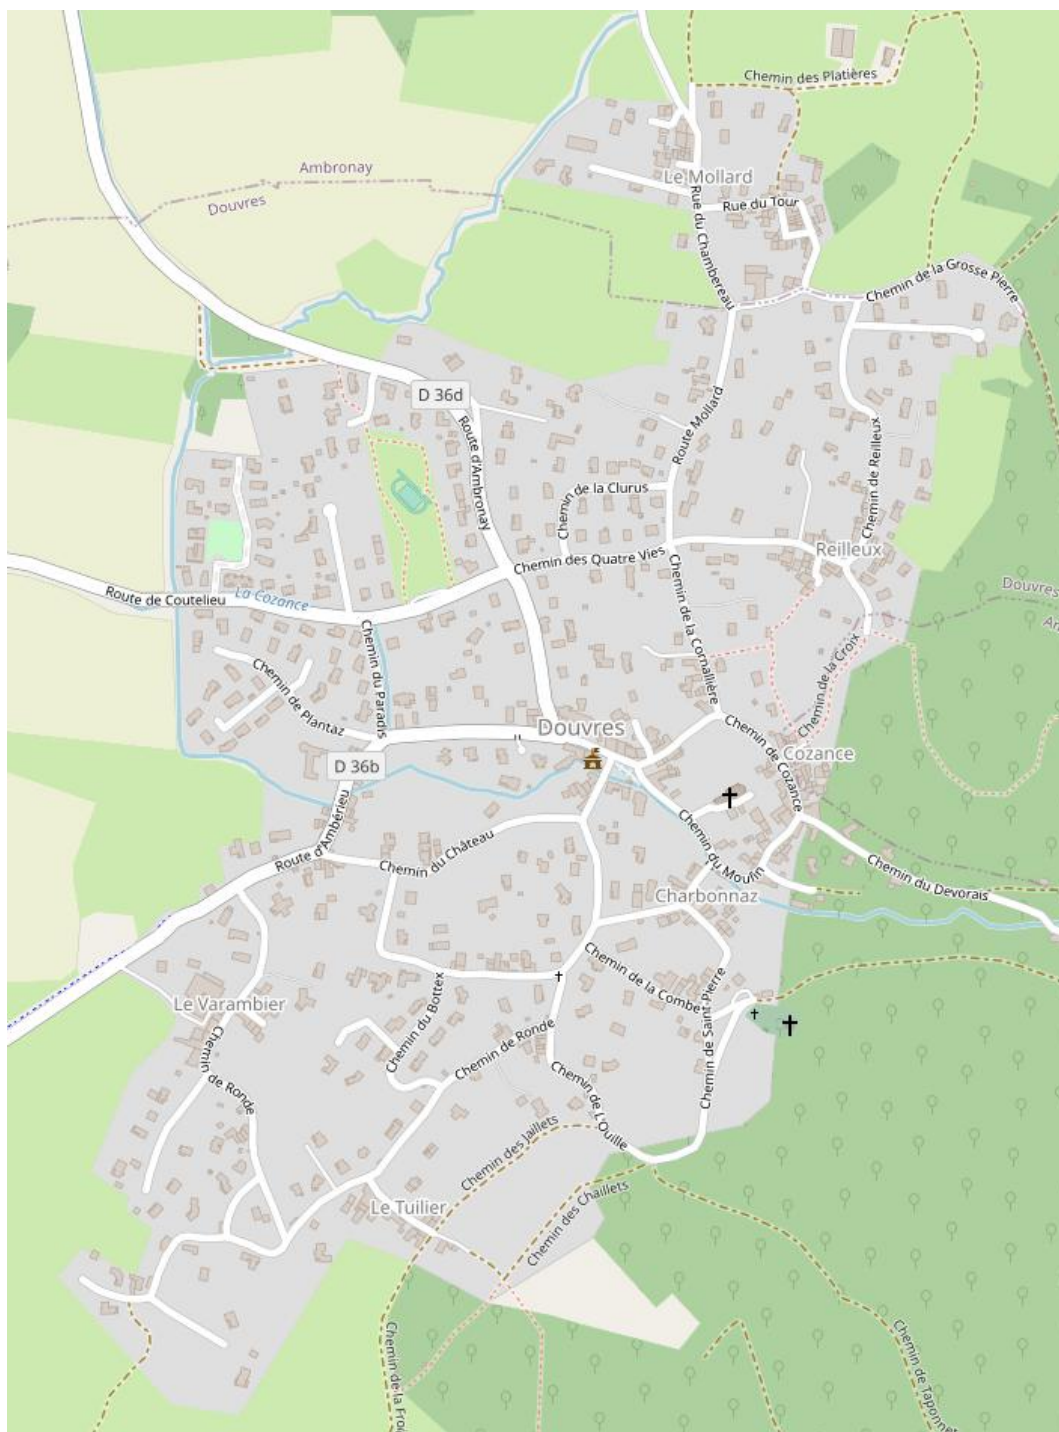 Chemin des Platières
Ambronay
Le Mollard
Douvres
Rue du Tour
Rue du Chambereau
Chemin de la Grosse Pierre
D 36d
Route Mollard
Route d'Ambronay
Chemin de Reilleux
Chemin de la Clurus
Reilleux
Chemin des Quatre Vies
Douvres
La Cozance
Route de Coutelieu
Chemin de la Cornallière
Chemin du Paradis
Chemin de la Croix
Chemin de Plantaz
Douvres
Chemin de Cozance
Cozance
D 36b
Route d'Ambérieu
Chemin du Château
Chemin du Moulin
Chemin du Devorais
Charbonnaz
Chemin de la Combe
Le Varambier
Chemin du Bottex
Chemin de Saint-Pierre
Chemin de Ronde
Chemin de Ronde
Chemin de L'Ouille
Chemin des Jaillets
Chemin des Chaillets
Le Tuilier
Chemin de la Froi
Chemin de Taponnet